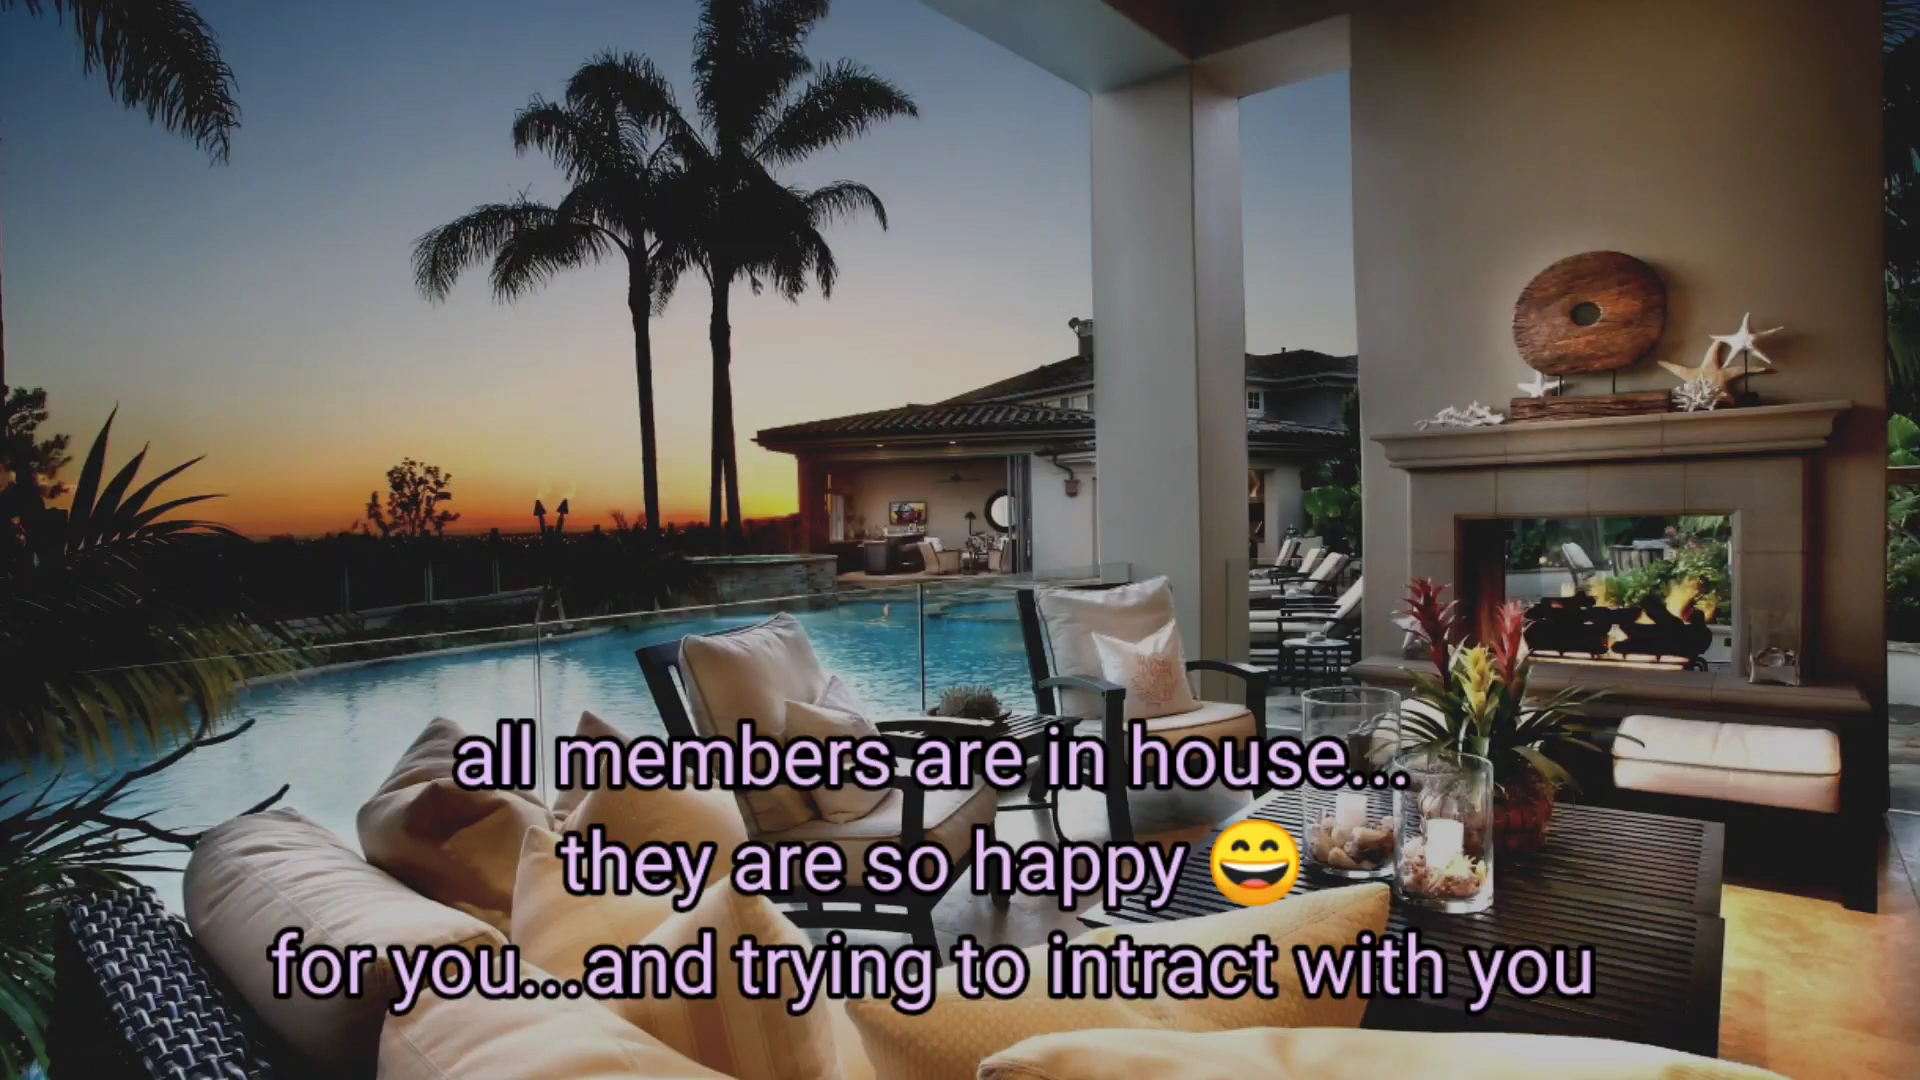 all members are in house...
they are so happy 😄
for you...and trying to intract with you